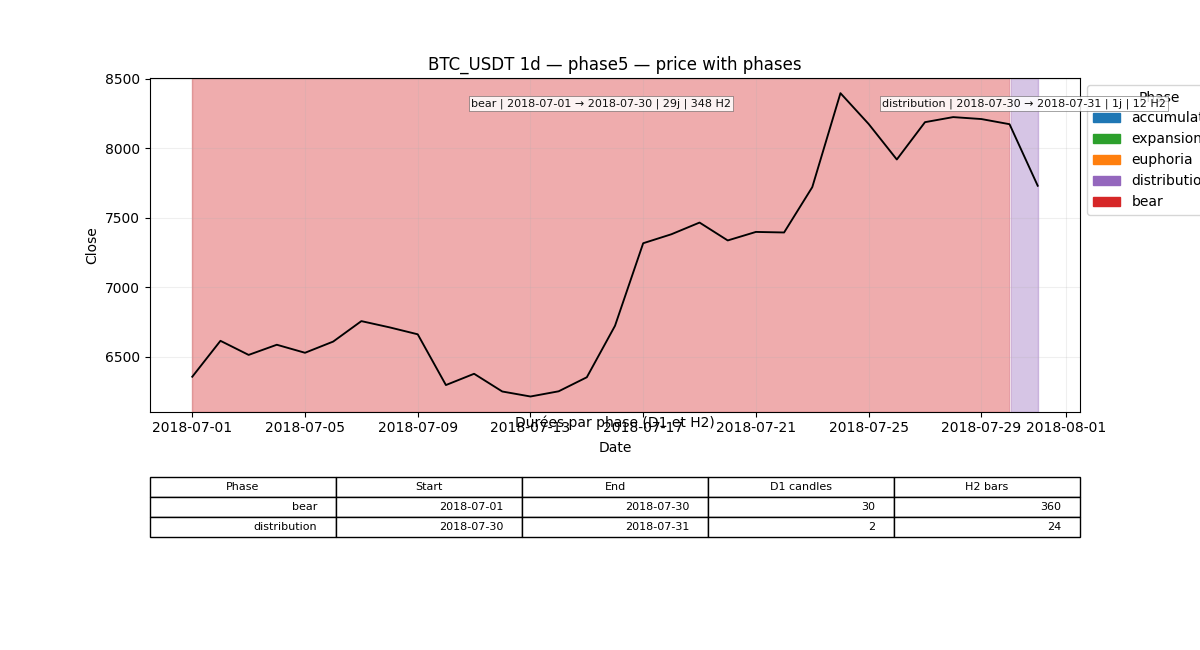 BTC_USDT 1d — phase5 — price with phases
8500
8000
7500
7000
6500
Close
bear | 2018-07-01 → 2018-07-30 | 29j | 348 H2
distribution | 2018-07-30 → 2018-07-31 | 1j | 12 H2
Phase
accumulat
expansion
euphoria
distributio
bear
Durées par phase (D1 et H2)
2018-07-01 2018-07-05 2018-07-09 2018-07-13 2018-07-17 2018-07-21 2018-07-25 2018-07-29 2018-08-01
Date
Phase Start End D1 candles H2 bars
bear 2018-07-01 2018-07-30 30 360
distribution 2018-07-30 2018-07-31 2 24